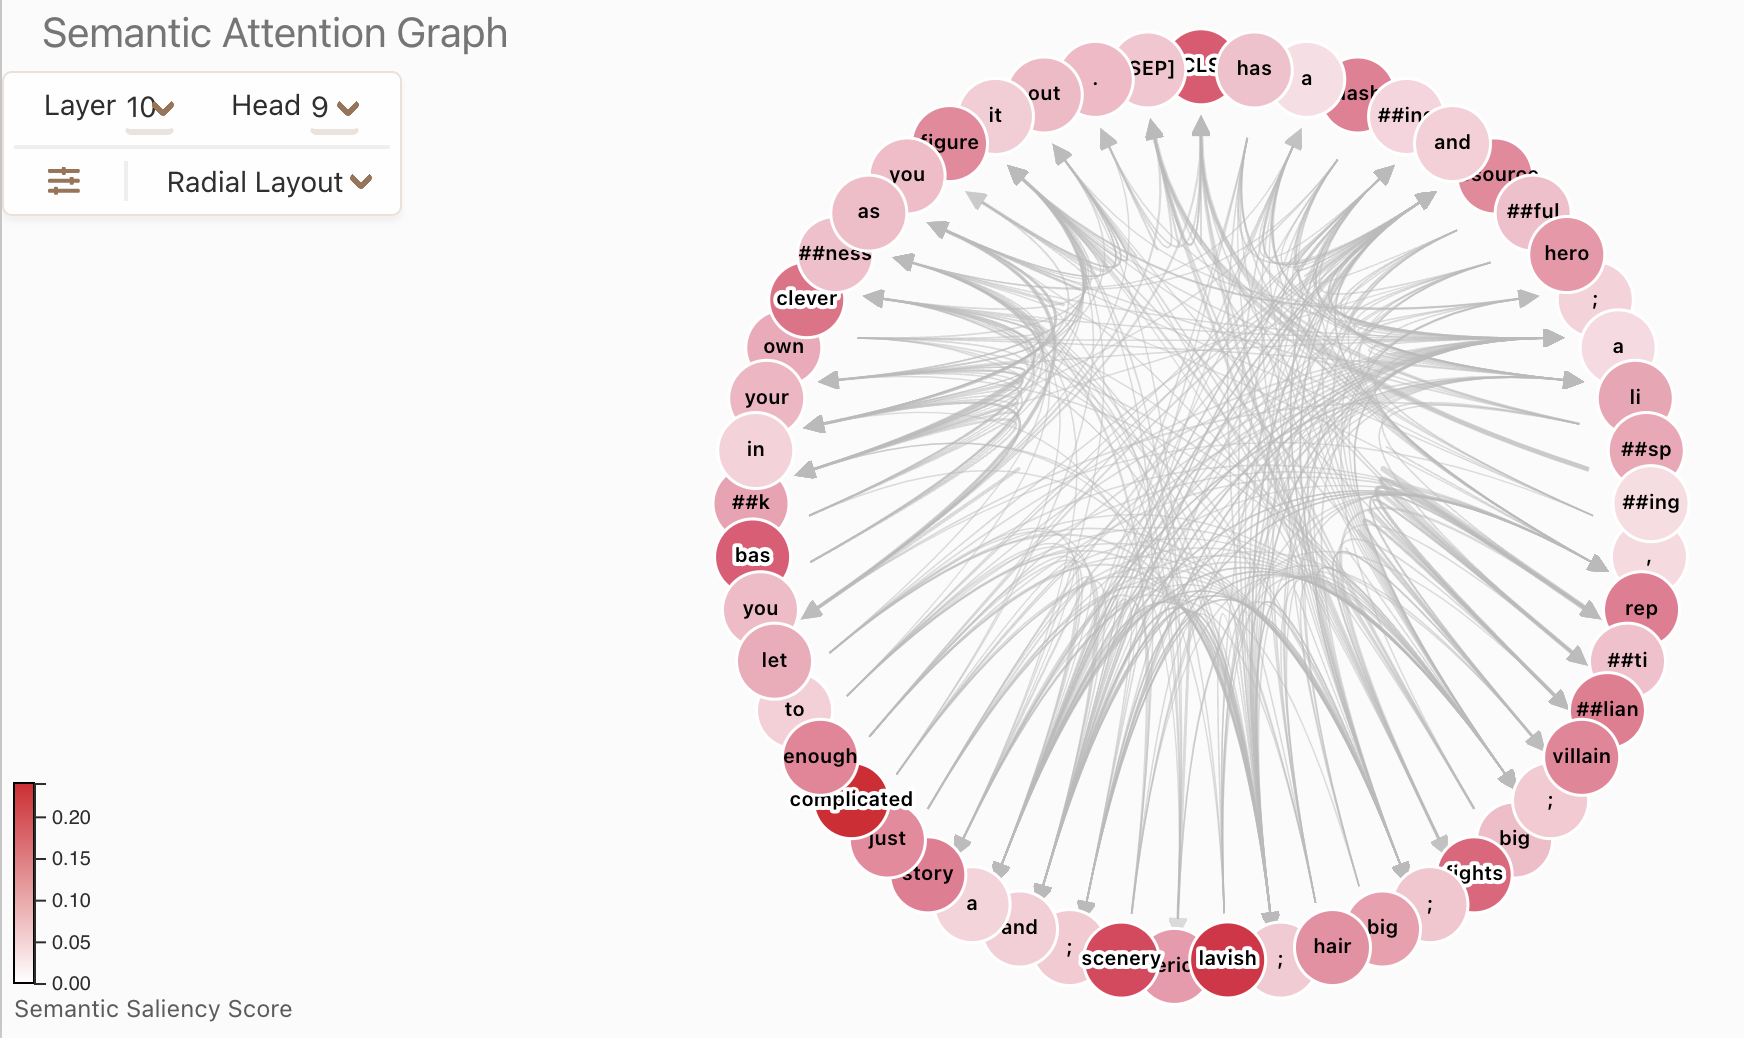 Semantic Attention Graph
Layer 10
Head 9
Radial Layout
has
a
##ing
and
source
##ful
hero
;
a
li
##sp
##ing
,
rep
##ti
##lian
villain
;
big
fights
;
big
hair
;
lavish
scenery
;
and
a
story
just
complicated
enough
to
let
you
bas
##k
in
your
own
clever
##ness
as
you
figure
it
out
.
SEP]
CLS
0.20
0.15
0.10
0.05
0.00
Semantic Saliency Score